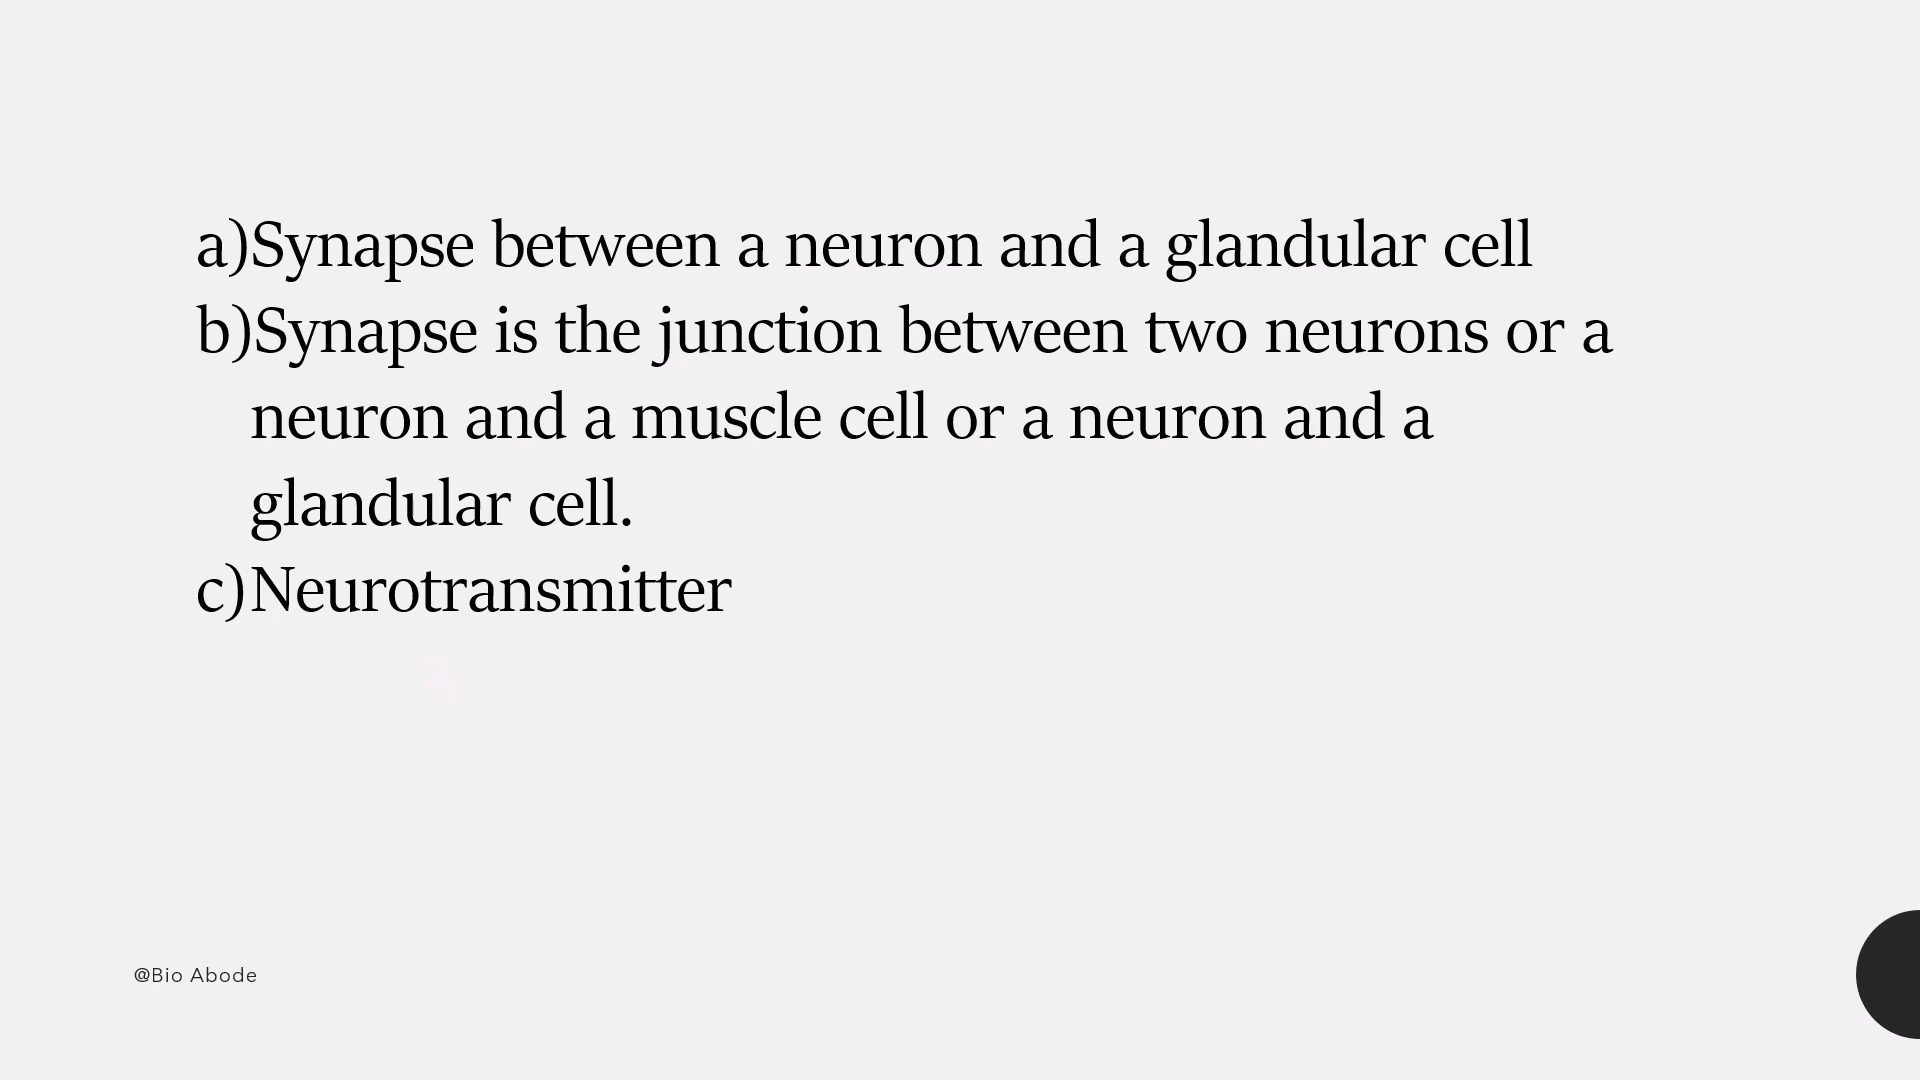 a)Synapse between a neuron and a glandular cell
b)Synapse is the junction between two neurons or a
neuron and a muscle cell or a neuron and a
glandular cell.
c)Neurotransmitter
@Bio Abode